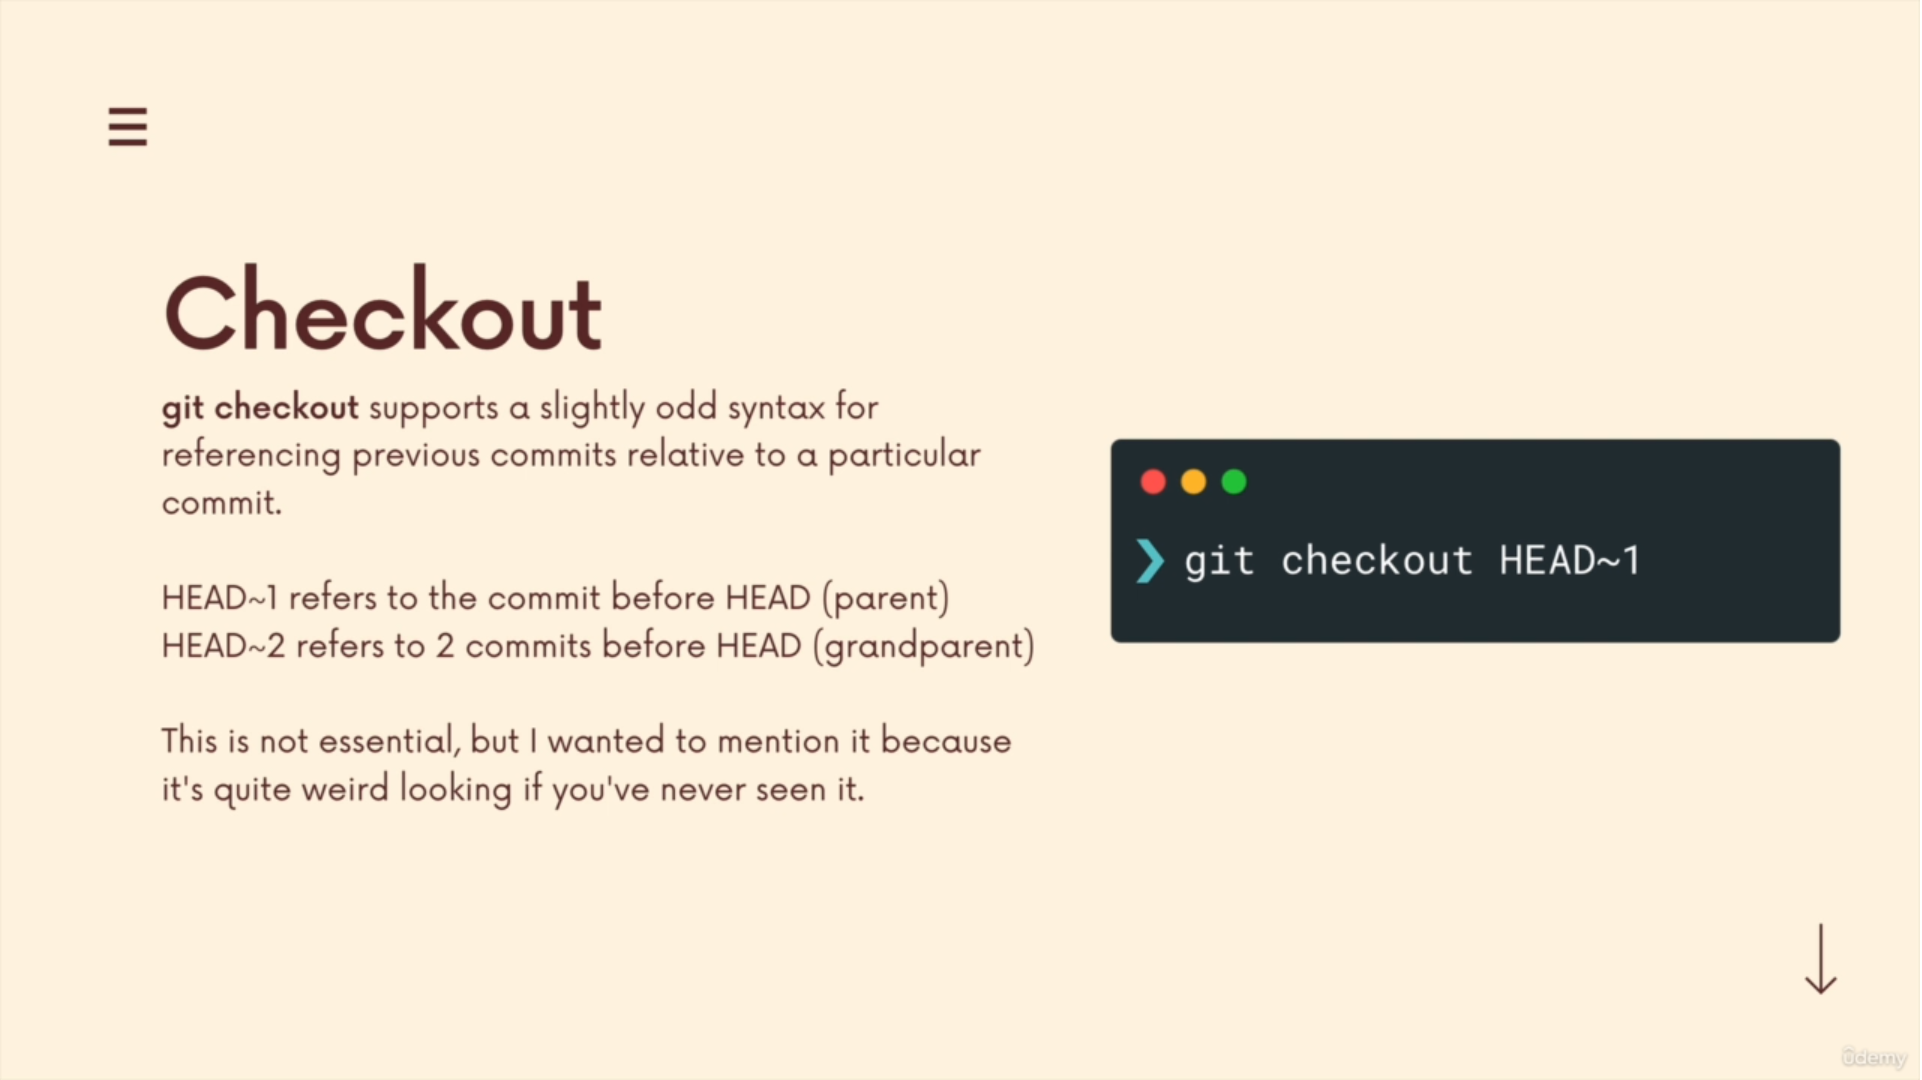 Checkout
git checkout supports a slightly odd syntax for
referencing previous commits relative to a particular
commit.
HEAD~1 refers to the commit before HEAD (parent)
HEAD~2 refers to 2 commits before HEAD (grandparent)
This is not essential, but I wanted to mention it because
it's quite weird looking if you've never seen it.
❯ git checkout HEAD~1
ûdemy